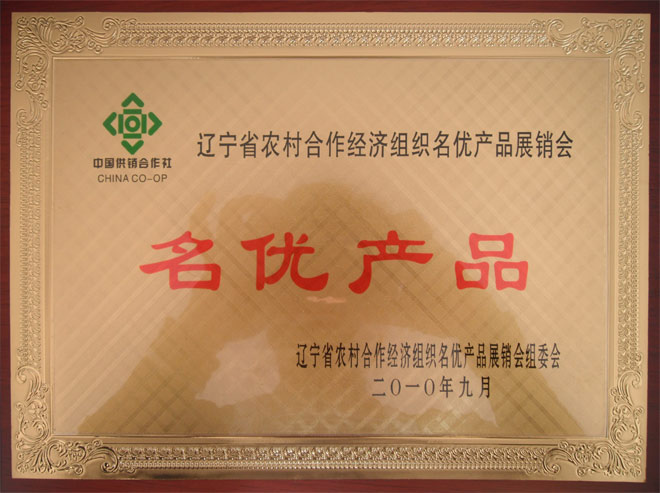 中国供销合作社
CHINA CO-OP
辽宁省农村合作经济组织名优产品展销会
名优产品
辽宁省农村合作经济组织名优产品展销会组委会
二〇一〇年九月